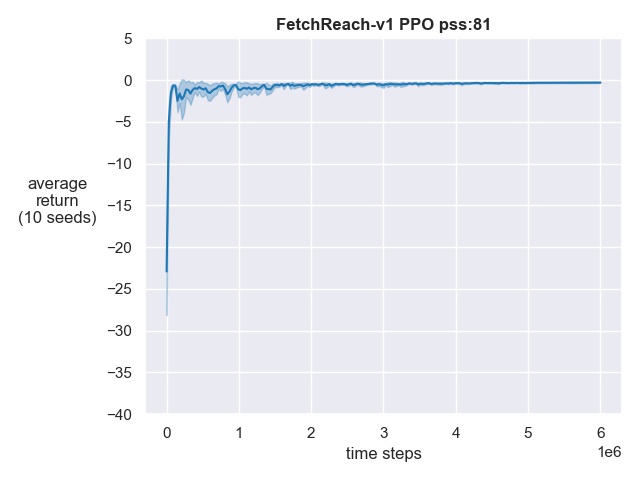 FetchReach-v1 PPO pss:81
5
0
−5
−10
−15
−20
−25
−30
−35
−40
average
return
(10 seeds)
0 1 2 3 4 5 6
1e6
time steps